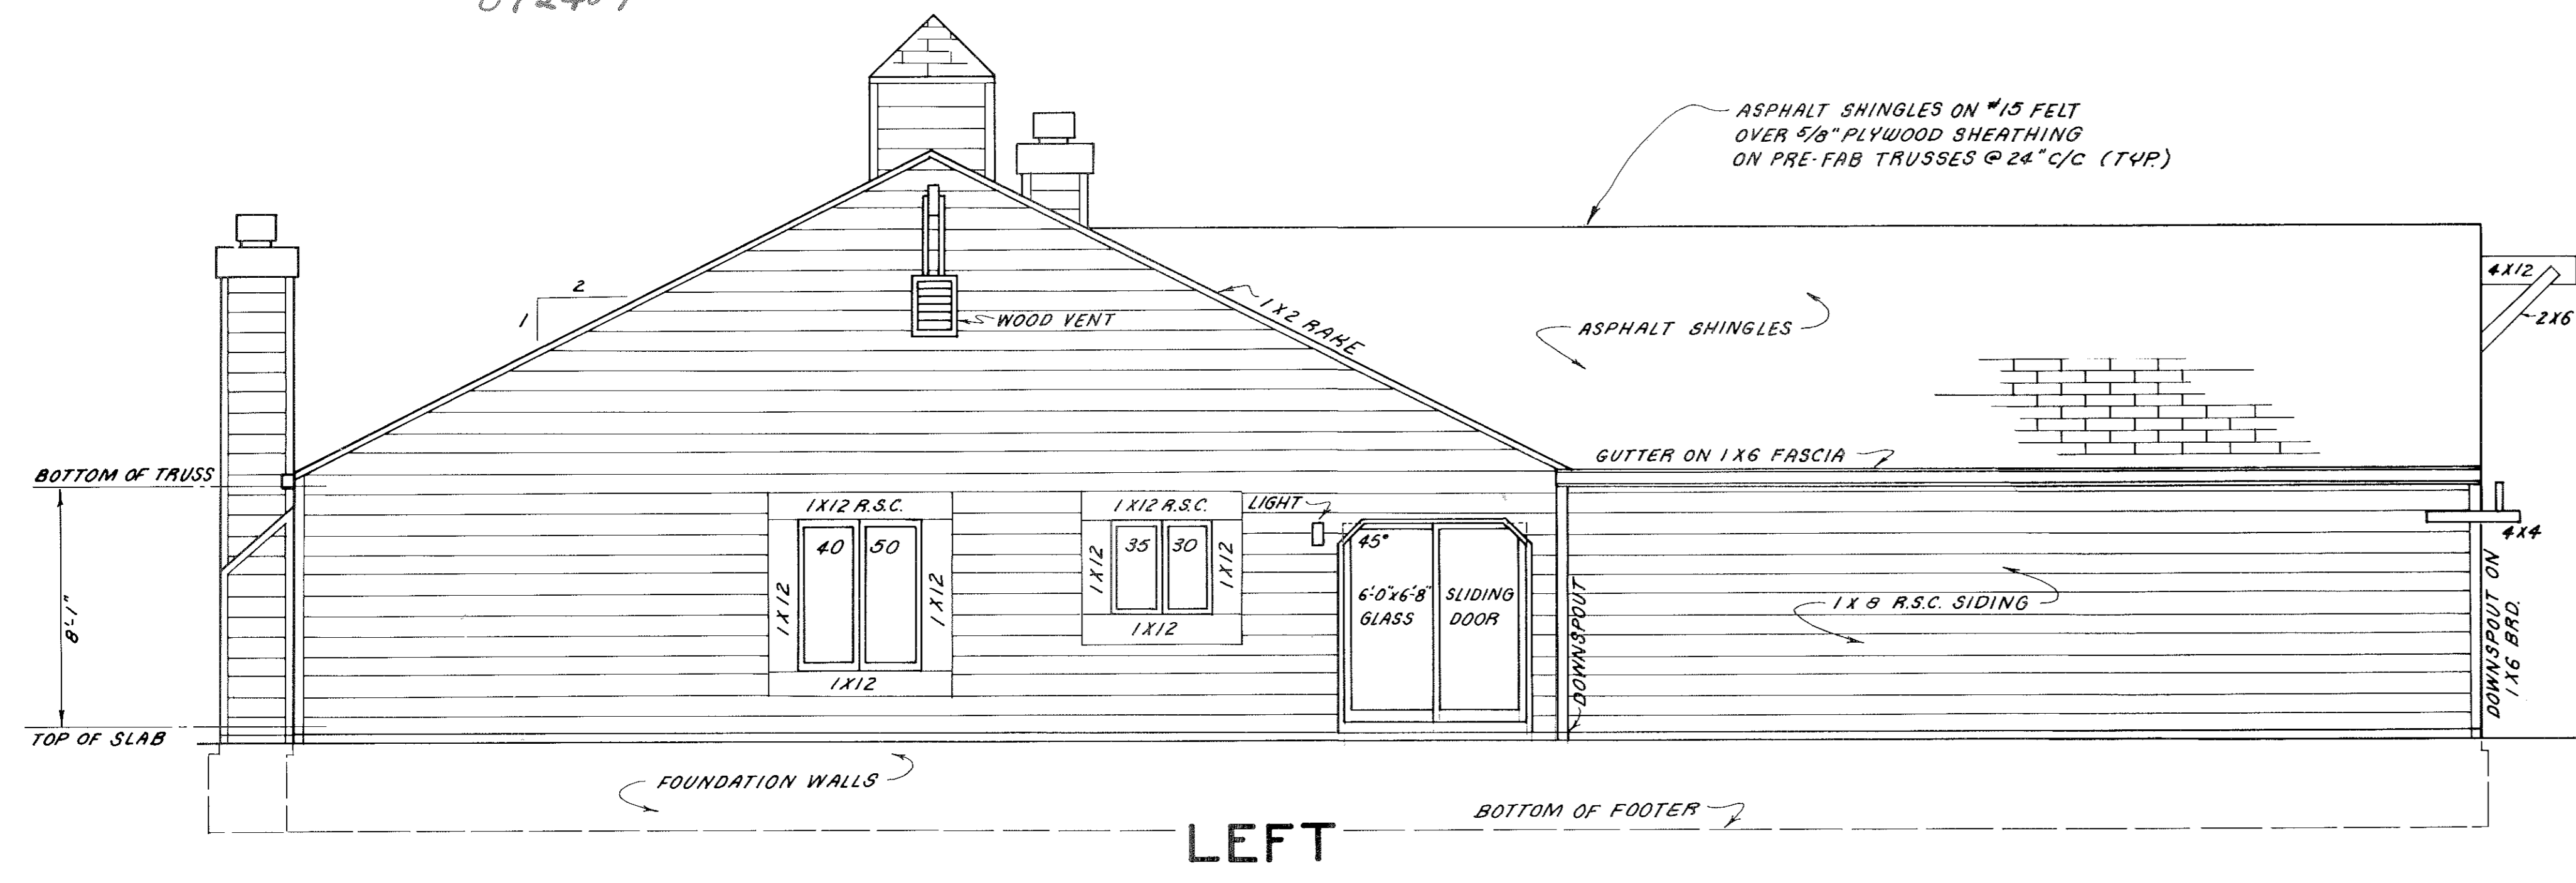 ASPHALT SHINGLES ON #15 FELT
OVER 5/8" PLYWOOD SHEATHING
ON PRE-FAB TRUSSES @ 24" C/C (TYP.)
4X12
2X6
2
1
WOOD VENT
1X2 RAKE
ASPHALT SHINGLES
GUTTER ON 1X6 FASCIA
BOTTOM OF TRUSS
8'-1"
TOP OF SLAB
1X12 R.S.C.
40 50
1X12
1X12
1X12
1X12 R.S.C.
35 30
1X12
1X12
1X12
LIGHT
45°
6'-0"x6'-8" SLIDING
GLASS DOOR
DOWNSPOUT
1 X 8 R.S.C. SIDING
4X4
DOWNSPOUT ON
1X6 BRD.
FOUNDATION WALLS
BOTTOM OF FOOTER
LEFT